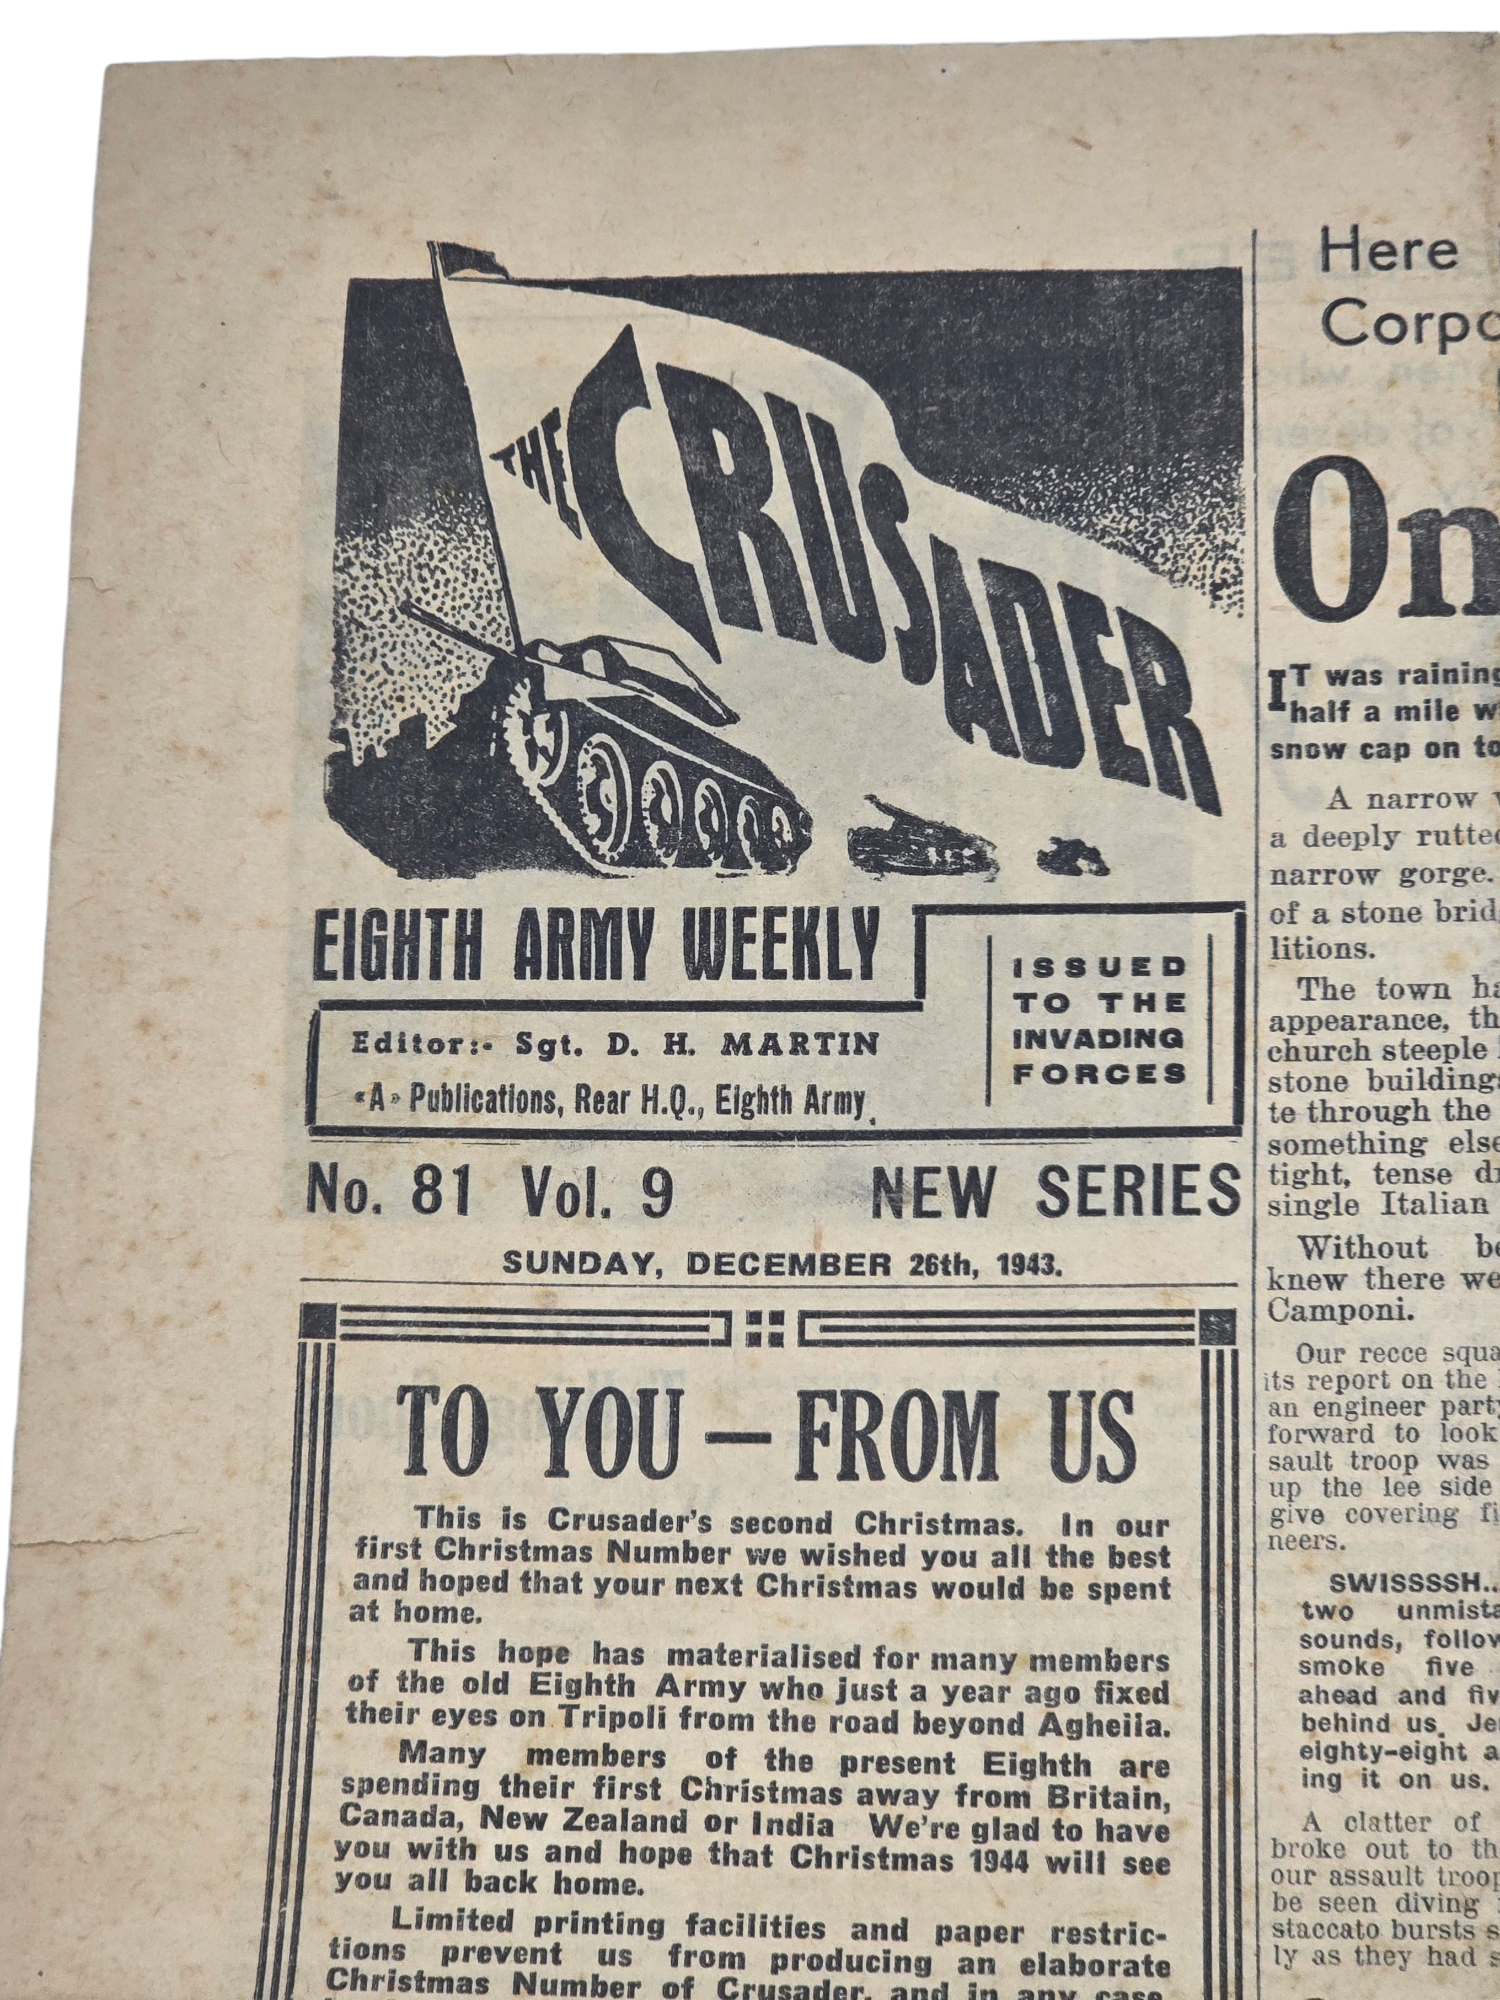 THE CRUSADER
EIGHTH ARMY WEEKLY
Editor:- Sgt. D. H. MARTIN
«A» Publications, Rear H.Q., Eighth Army.
ISSUED
TO THE
INVADING
FORCES
No. 81 Vol. 9 NEW SERIES
SUNDAY, DECEMBER 26th, 1943.
TO YOU — FROM US
This is Crusader's second Christmas. In our
first Christmas Number we wished you all the best
and hoped that your next Christmas would be spent
at home.
This hope has materialised for many members
of the old Eighth Army who just a year ago fixed
their eyes on Tripoli from the road beyond Agheila.
Many members of the present Eighth are
spending their first Christmas away from Britain,
Canada, New Zealand or India We're glad to have
you with us and hope that Christmas 1944 will see
you all back home.
Limited printing facilities and paper restric-
tions prevent us from producing an elaborate
Christmas Number of Crusader, and in any case,
Here
Corpo
On
IT was raining
half a mile w
snow cap on to
A narrow
a deeply rutted
narrow gorge.
of a stone brid
litions.
The town ha
appearance, th
church steeple
stone buildings
te through the
something else
tight, tense
single Italian
Without be
knew there we
Camponi.
Our recce squa
its report on the
an engineer party
forward to look
sault troop was
up the lee side
give covering fi
neers.
SWISSSSH..
two unmista
sounds, follow
smoke five
ahead and fiv
behind us. Je
eighty-eight a
ing it on us.
A clatter of
broke out to th
our assault troop
be seen diving
staccato bursts s
ly as they had s